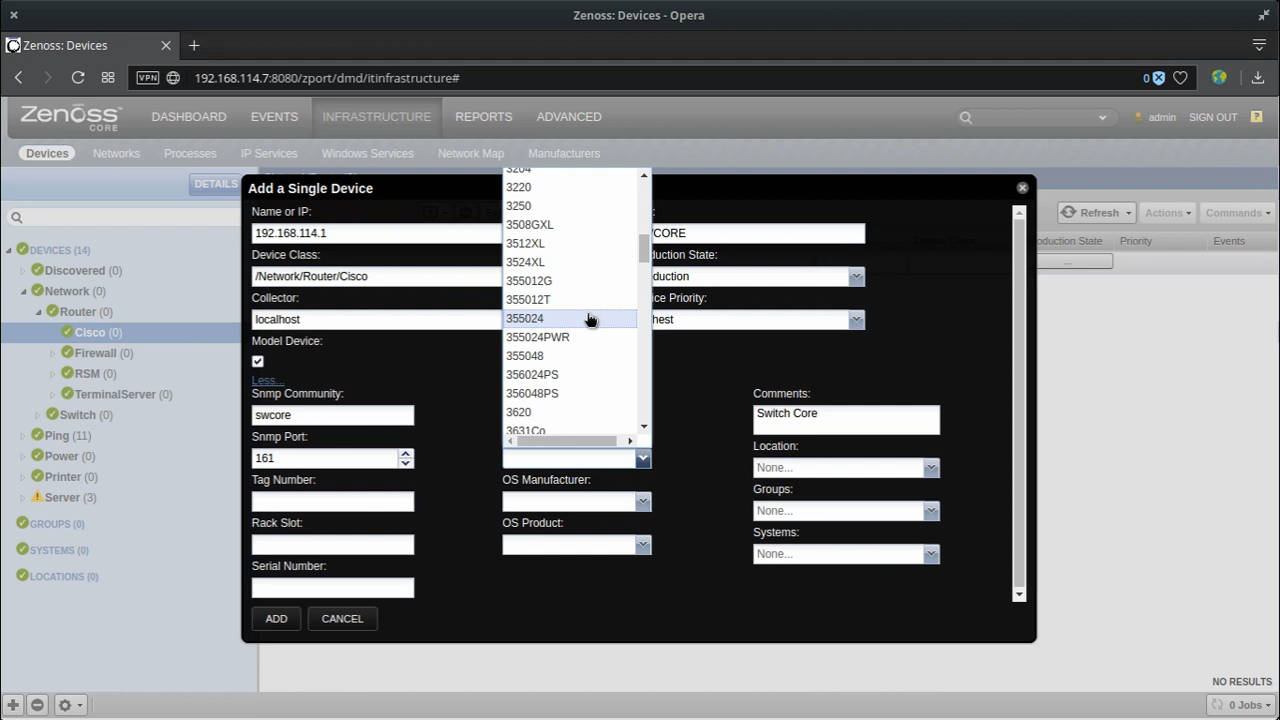 Zenoss: Devices - Opera
Zenoss: Devices
VPN 192.168.114.7:8080/zport/dmd/itinfrastructure# 0
Zenoss CORE DASHBOARD EVENTS INFRASTRUCTURE REPORTS ADVANCED admin SIGN OUT ?
Devices Networks Processes IP Services Windows Services Network Map Manufacturers
DETAILS
Refresh Actions Commands
Priority Events
...
DEVICES (14)
Discovered (0)
Network (0)
Router (0)
Cisco (0)
Firewall (0)
RSM (0)
TerminalServer (0)
Switch (0)
Ping (11)
Power (0)
Printer (0)
Server (3)
GROUPS (0)
SYSTEMS (0)
LOCATIONS (0)
Add a Single Device
Name or IP:
192.168.114.1
Device Class:
/Network/Router/Cisco
Collector:
localhost
Model Device:
Less...
Snmp Community:
swcore
Snmp Port:
161
Tag Number:
Rack Slot:
Serial Number:
3204
3220
3250
3508GXL
3512XL
3524XL
355012G
355012T
355024
355024PWR
355048
356024PS
356048PS
3620
3631Co
OS Manufacturer:
OS Product:
/CORE
duction State:
duction
ice Priority:
hest
Comments:
Switch Core
Location:
None...
Groups:
None...
Systems:
None...
ADD CANCEL
NO RESULTS
0 Jobs